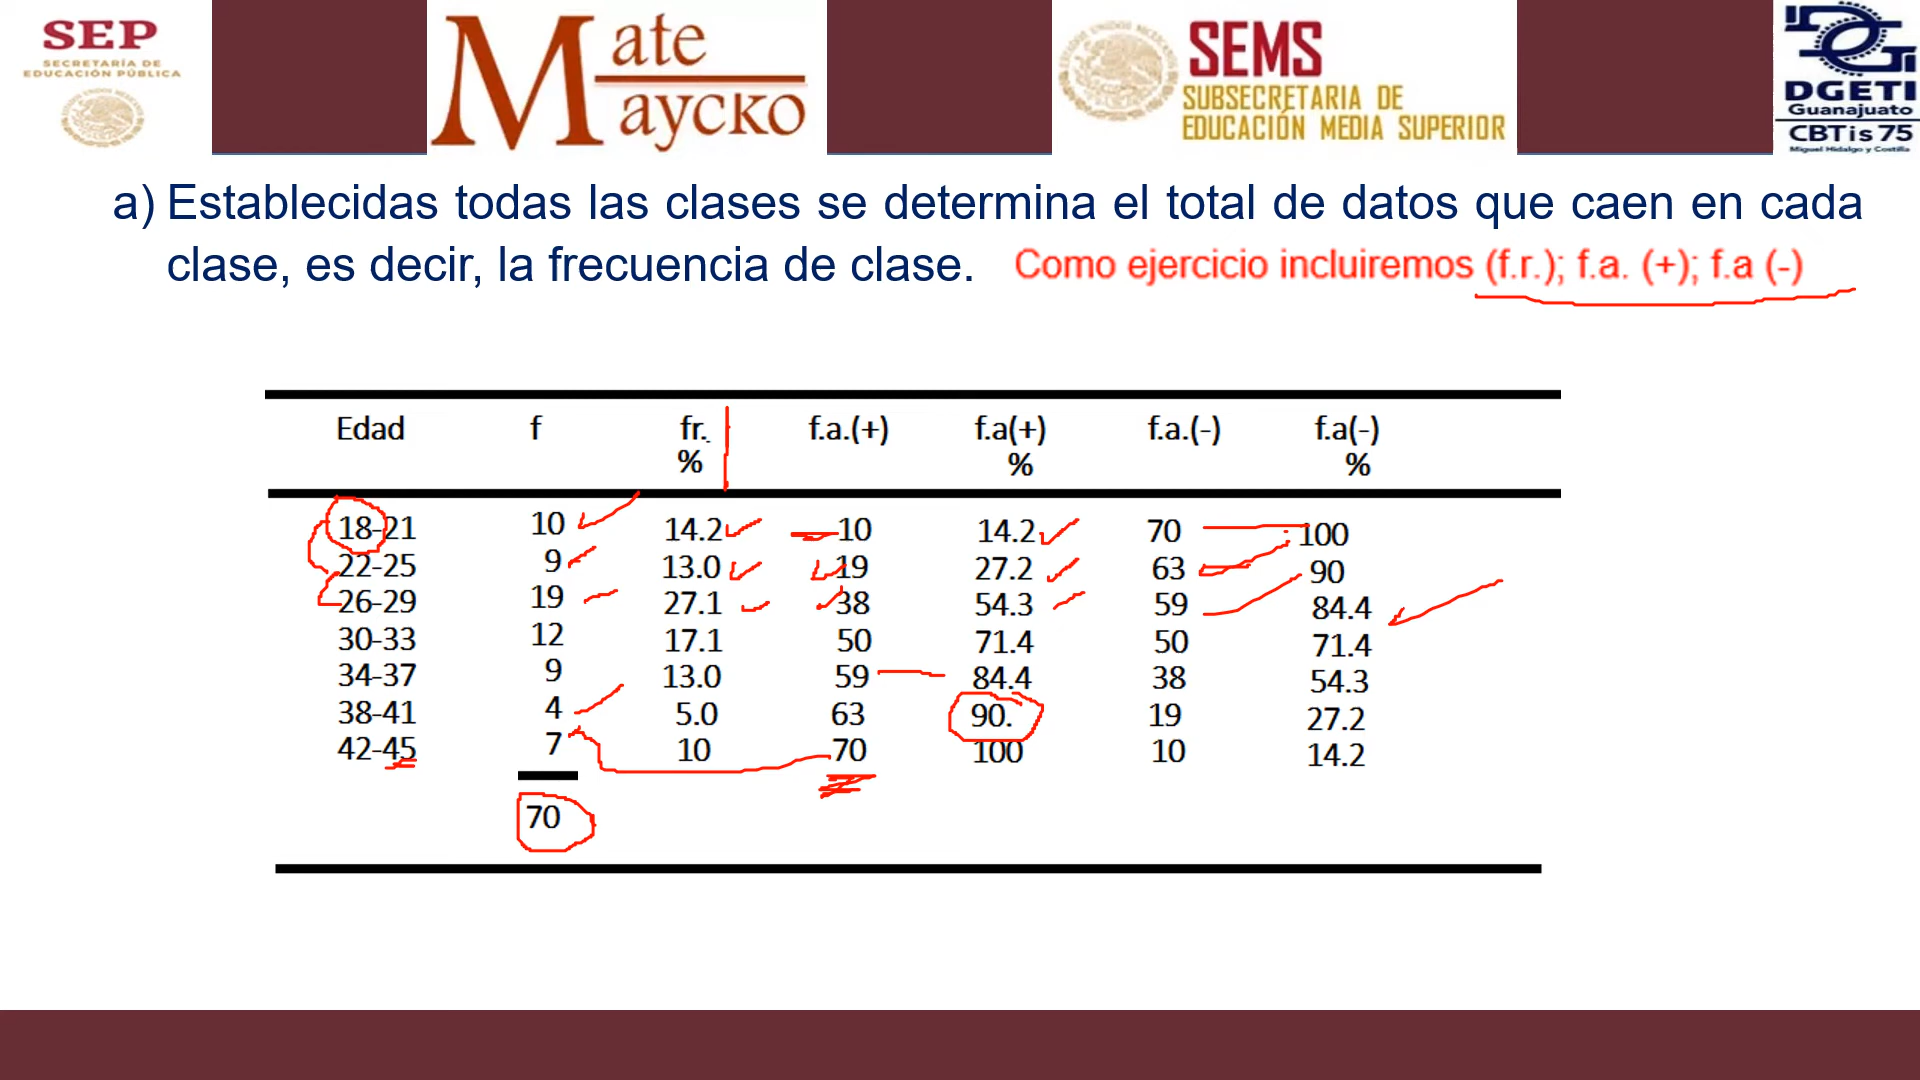 SEP
SECRETARÍA DE
EDUCACIÓN PÚBLICA
Mate
Maycko
SEMS
SUBSECRETARIA DE
EDUCACIÓN MEDIA SUPERIOR
DGETI
Guanajuato
CBTis 75
Miguel Hidalgo y Costilla
a) Establecidas todas las clases se determina el total de datos que caen en cada
clase, es decir, la frecuencia de clase. Como ejercicio incluiremos (f.r.); f.a. (+); f.a (-)
Edad f fr. f.a.(+) f.a(+) f.a.(-) f.a(-)
% % %
18-21 10 14.2 10 14.2 70 100
22-25 9 13.0 19 27.2 63 90
26-29 19 27.1 38 54.3 59 84.4
30-33 12 17.1 50 71.4 50 71.4
34-37 9 13.0 59 84.4 38 54.3
38-41 4 5.0 63 90. 19 27.2
42-45 7 10 70 100 10 14.2
70